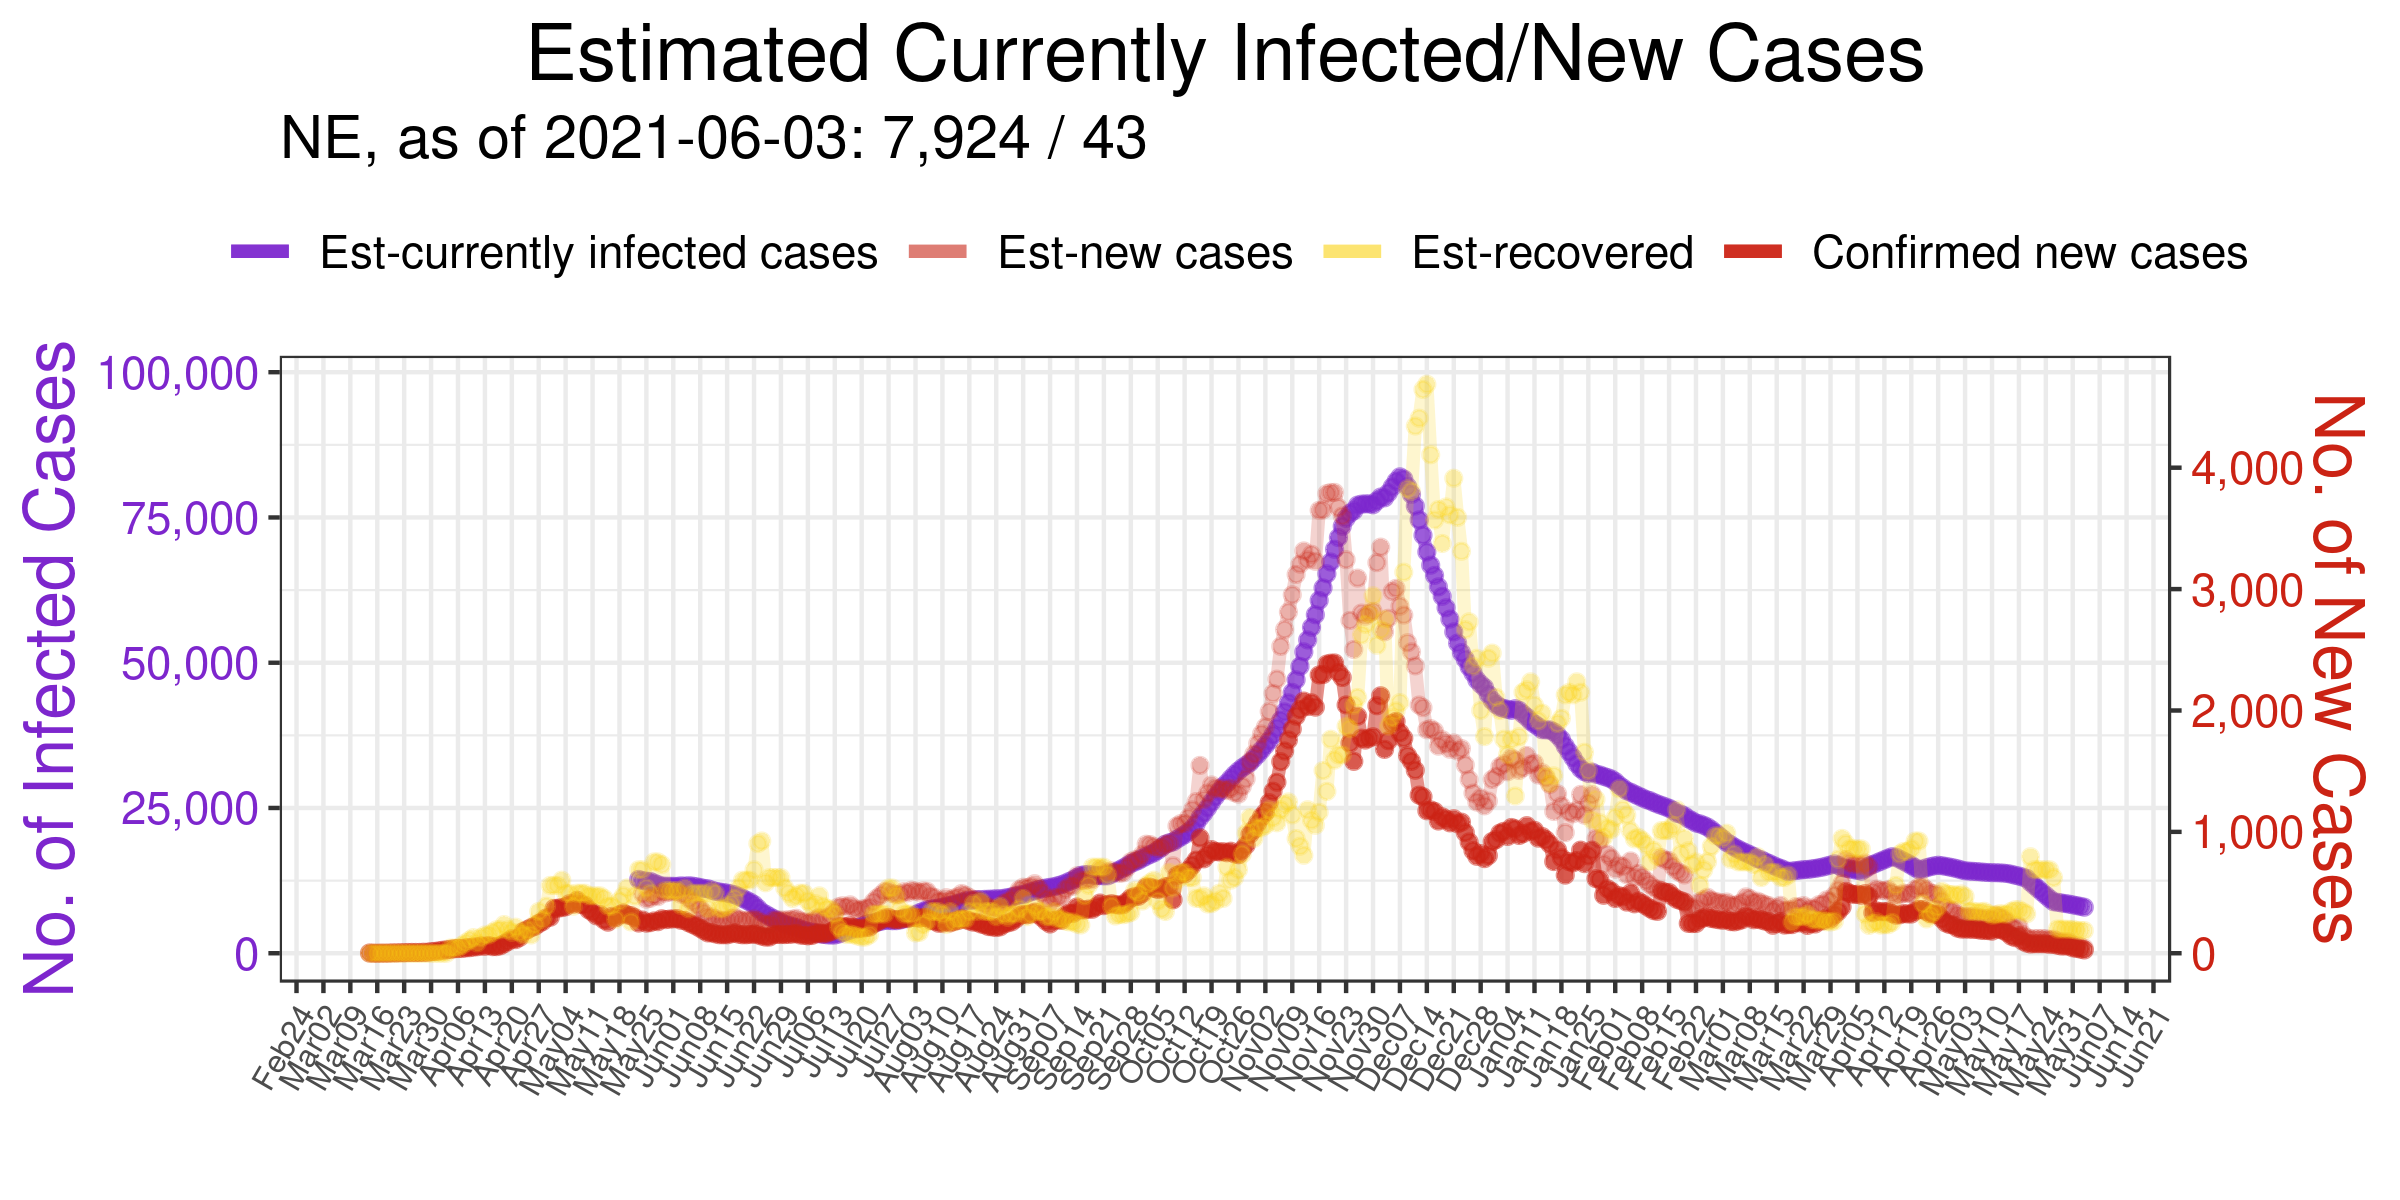 Estimated Currently Infected/New Cases
NE, as of 2021-06-03: 7,924 / 43
Est-currently infected cases
Est-new cases
Est-recovered
Confirmed new cases
No. of Infected Cases
100,000
75,000
50,000
25,000
0
4,000
3,000
2,000
1,000
0
No. of New Cases
Feb24
Mar02
Mar09
Mar16
Mar23
Mar30
Apr06
Apr13
Apr20
Apr27
May04
May11
May18
May25
Jun01
Jun08
Jun15
Jun22
Jun29
Jul06
Jul13
Jul20
Jul27
Aug03
Aug10
Aug17
Aug24
Aug31
Sep07
Sep14
Sep21
Sep28
Oct05
Oct12
Oct19
Oct26
Nov02
Nov09
Nov16
Nov23
Nov30
Dec07
Dec14
Dec21
Dec28
Jan04
Jan11
Jan18
Jan25
Feb01
Feb08
Feb15
Feb22
Mar01
Mar08
Mar15
Mar22
Mar29
Apr05
Apr12
Apr19
Apr26
May03
May10
May17
May24
May31
Jun07
Jun14
Jun21